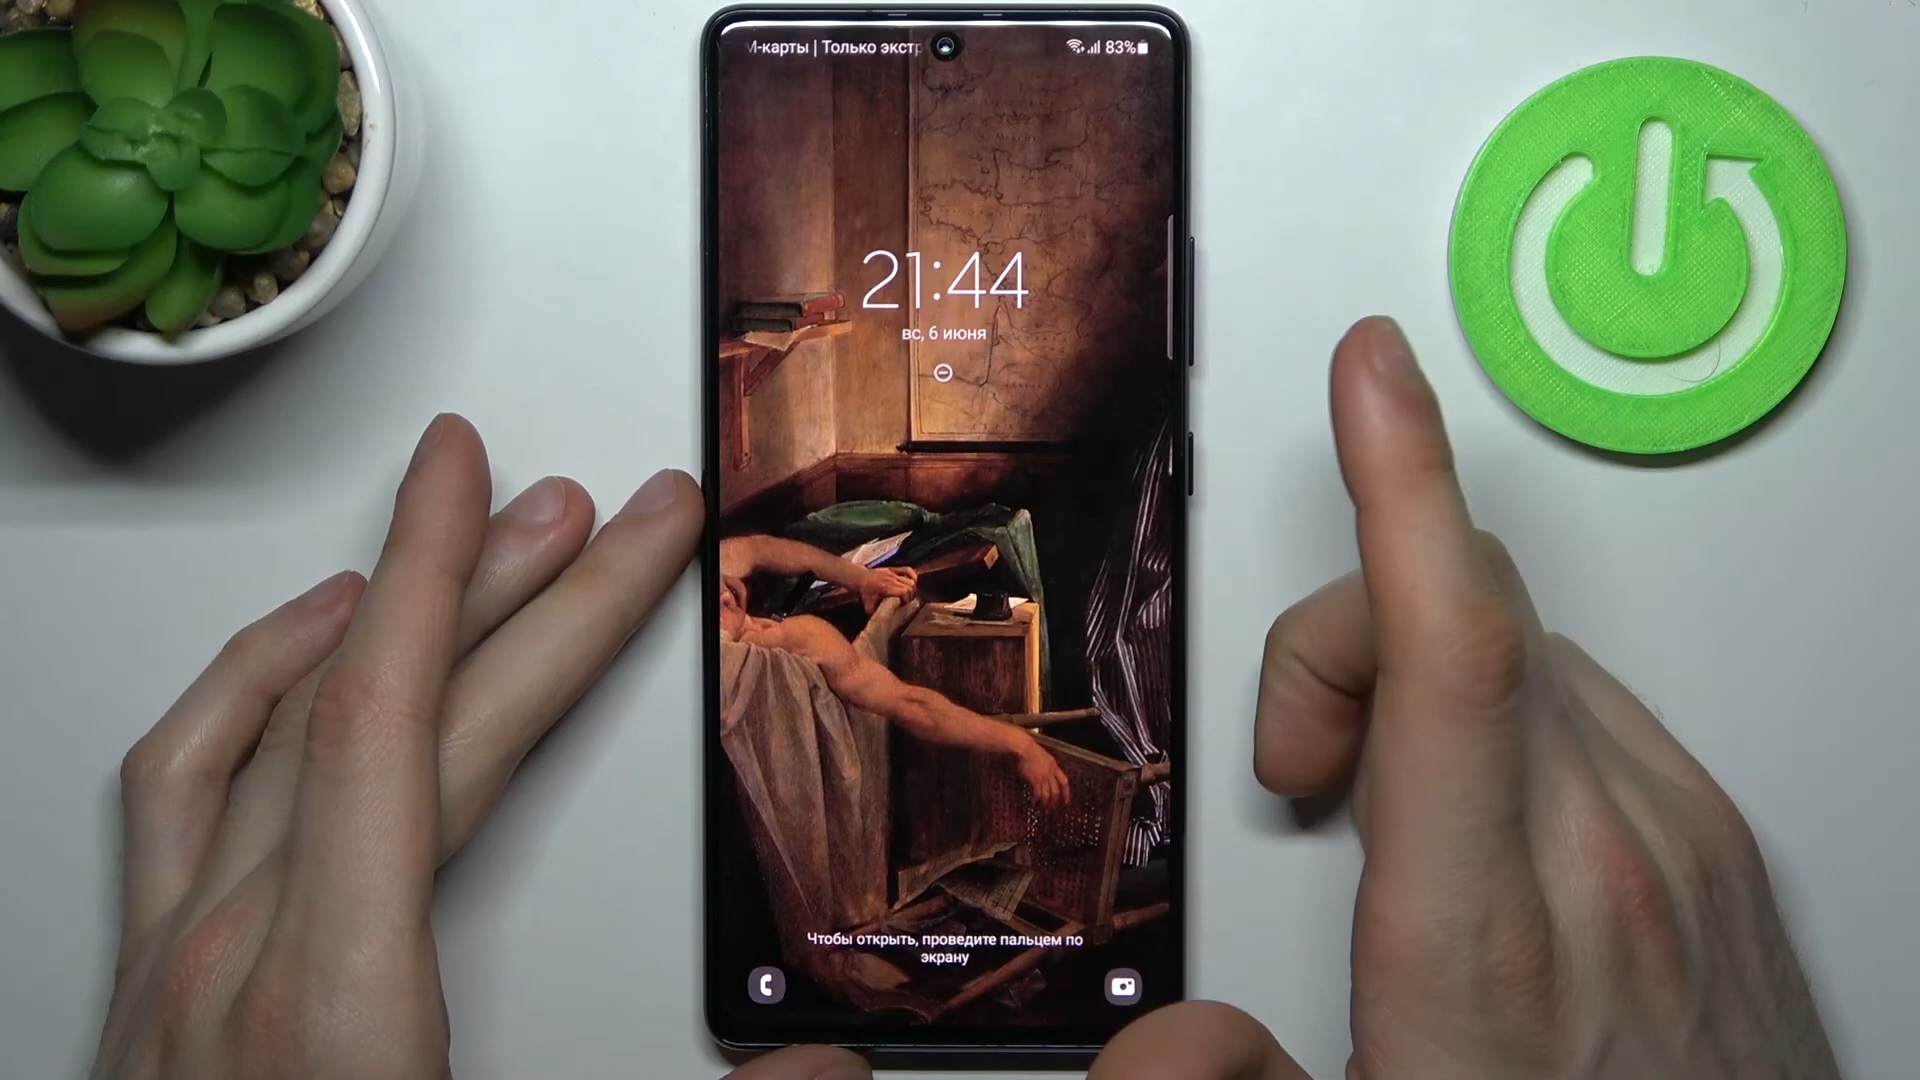 М-карты | Только экстр
83%
21:44
вс, 6 июня
Чтобы открыть, проведите пальцем по
экрану